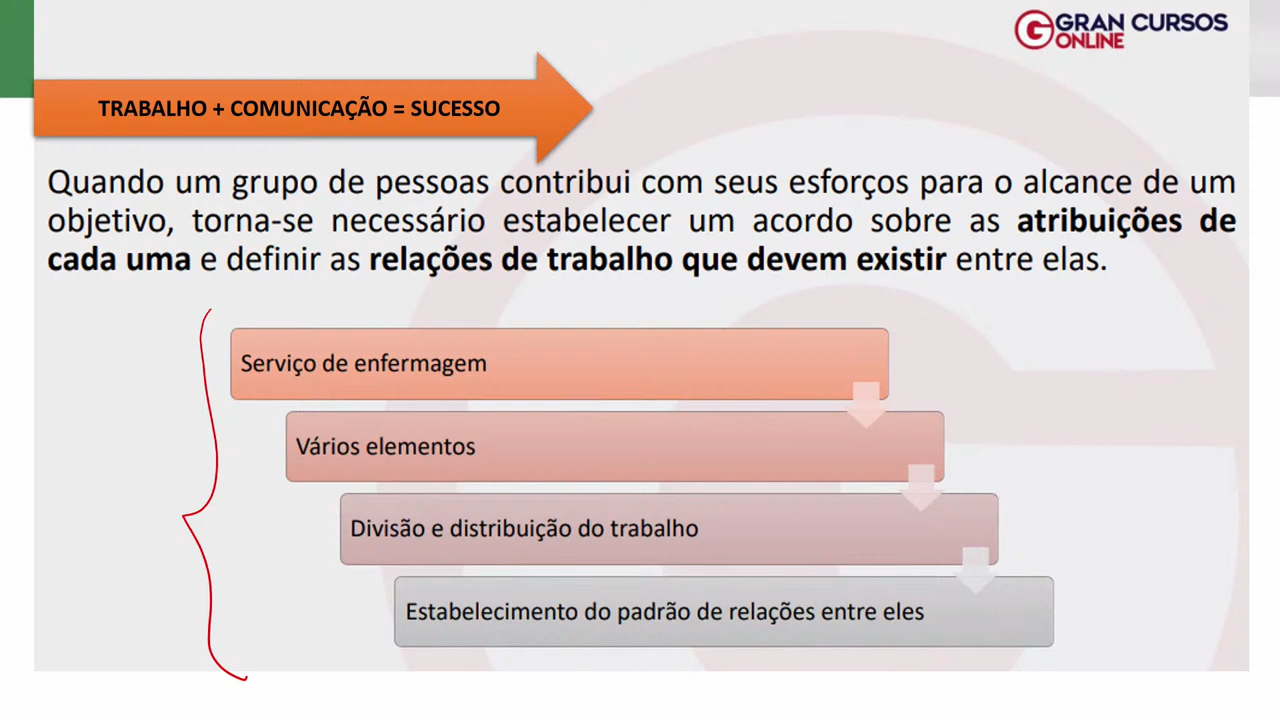 GRAN CURSOS
ONLINE
TRABALHO + COMUNICAÇÃO = SUCESSO
Quando um grupo de pessoas contribui com seus esforços para o alcance de um
objetivo, torna-se necessário estabelecer um acordo sobre as atribuições de
cada uma e definir as relações de trabalho que devem existir entre elas.
Serviço de enfermagem
Vários elementos
Divisão e distribuição do trabalho
Estabelecimento do padrão de relações entre eles